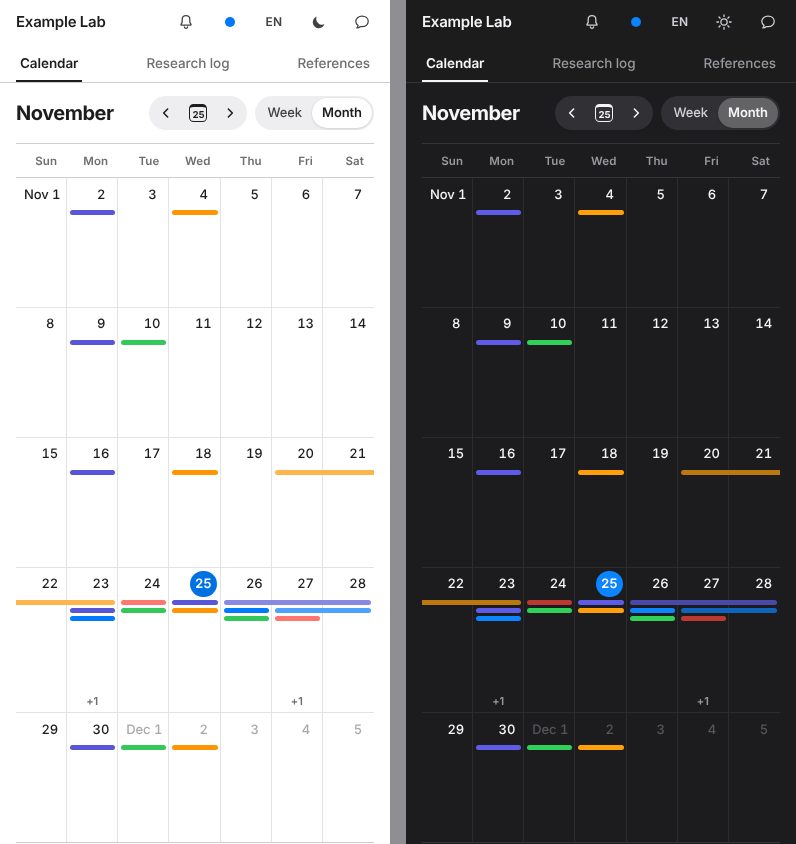 Example Lab EN
Calendar Research log References
November 25 Week Month
Sun Mon Tue Wed Thu Fri Sat
Nov 1 2 3 4 5 6 7
8 9 10 11 12 13 14
15 16 17 18 19 20 21
22 23 24 25 26 27 28
+1 +1
29 30 Dec 1 2 3 4 5
Example Lab EN
Calendar Research log References
November 25 Week Month
Sun Mon Tue Wed Thu Fri Sat
Nov 1 2 3 4 5 6 7
8 9 10 11 12 13 14
15 16 17 18 19 20 21
22 23 24 25 26 27 28
+1 +1
29 30 Dec 1 2 3 4 5